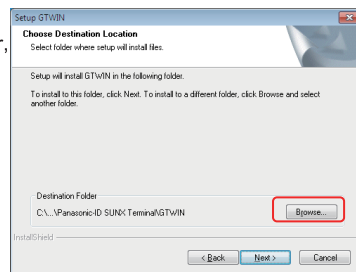 Setup GTWIN
Choose Destination Location
Select folder where setup will install files.
Setup will install GTWIN in the following folder.
To install to this folder, click Next. To install to a different folder, click Browse and select
another folder.
Destination Folder
C:\...\Panasonic-ID SUNX Terminal\GTWIN
Browse...
InstallShield
< Back
Next >
Cancel